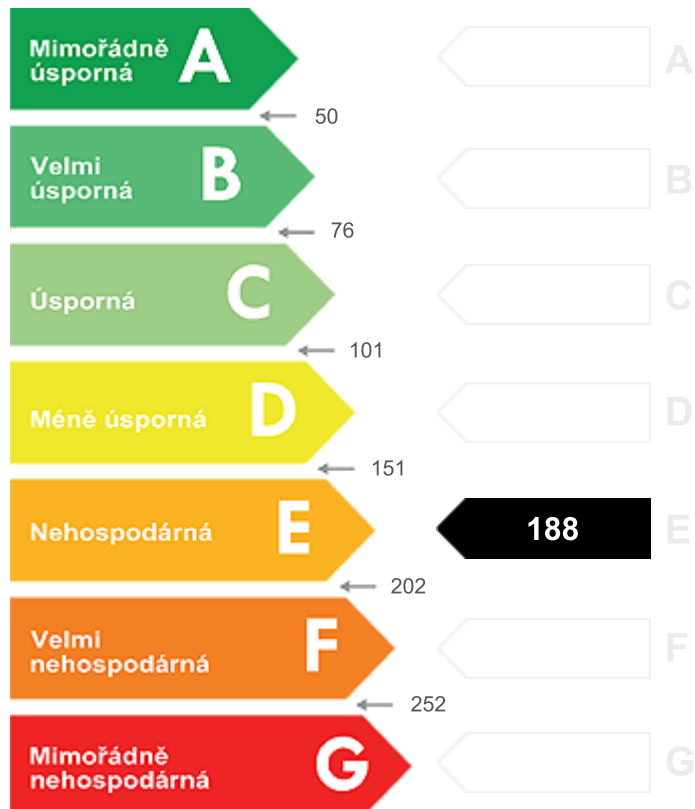 Mimořádně
úsporná
A
A
50
Velmi
úsporná
B
B
76
Úsporná
C
C
101
Méně úsporná
D
D
151
Nehospodárná
E
188
E
202
Velmi
nehospodárná
F
F
252
Mimořádně
nehospodárná
G
G